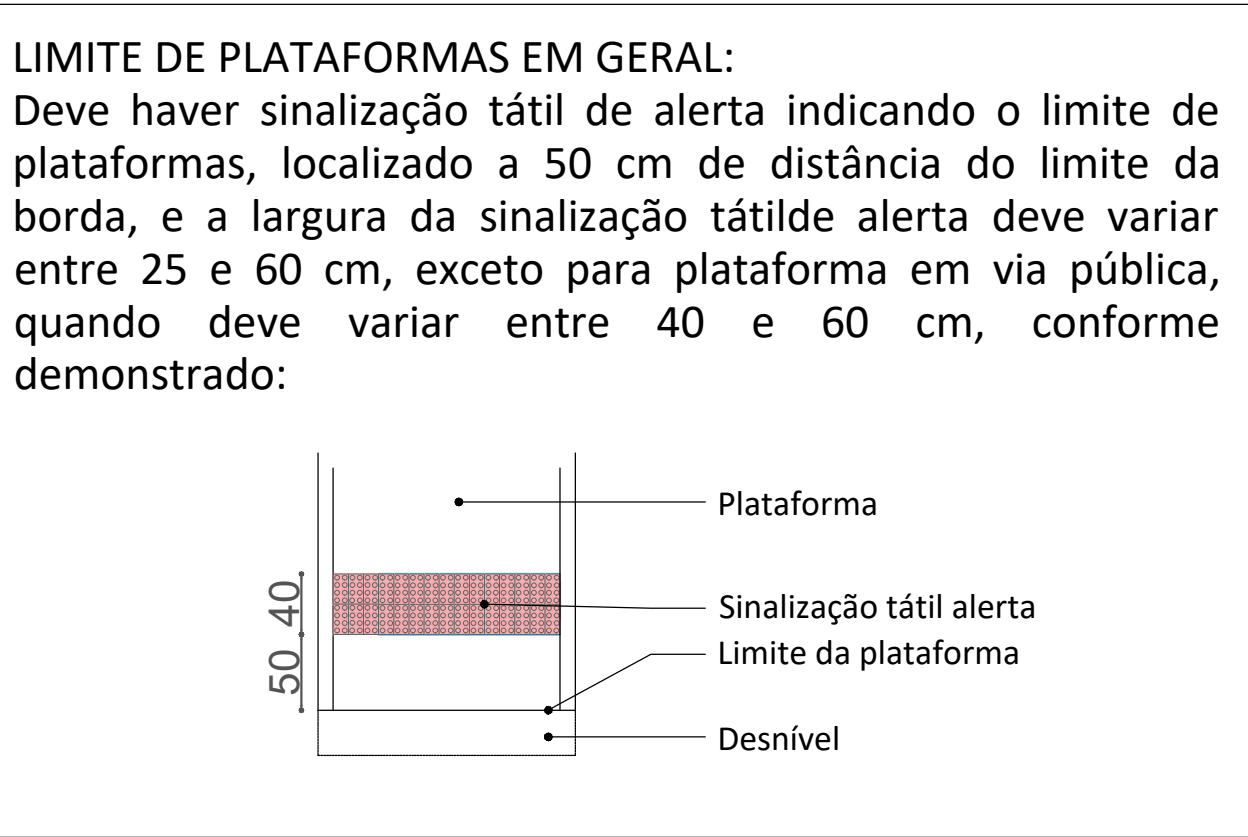 LIMITE DE PLATAFORMAS EM GERAL:
Deve haver sinalização tátil de alerta indicando o limite de
plataformas, localizado a 50 cm de distância do limite da
borda, e a largura da sinalização tátilde alerta deve variar
entre 25 e 60 cm, exceto para plataforma em via pública,
quando deve variar entre 40 e 60 cm, conforme
demonstrado:
Plataforma
40
Sinalização tátil alerta
Limite da plataforma
50
Desnível